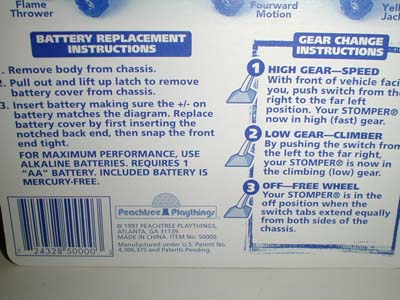 Flame
Thrower
Fourward
Motion
BATTERY REPLACEMENT
INSTRUCTIONS
. Remove body from chassis.
2. Pull out and lift up latch to remove
battery cover from chassis.
3. Insert battery making sure the +/- on
battery matches the diagram. Replace
battery cover by first inserting the
notched back end, then snap the front
end tight.
FOR MAXIMUM PERFORMANCE, USE
ALKALINE BATTERIES. REQUIRES 1
"AA" BATTERY. INCLUDED BATTERY IS
MERCURY-FREE.
7 24328 50000 2
Peachtree Playthings
© 1997 PEACHTREE PLAYTHINGS,
ATLANTA, GA 31139.
MADE IN CHINA. ITEM No. 50000.
Manufactured under U.S. Patent No.
4,306,375 and Patents Pending.
GEAR CHANGE
INSTRUCTIONS
1 HIGH GEAR—SPEED
With front of vehicle
you, push switch from
to the far left
position. Your STOMPER®
now in high (fast) gear.
2 LOW GEAR—CLIMBER
By pushing the switch from
the left to the far right,
your STOMPER® is now in
the climbing (low) gear.
3 OFF—FREE WHEEL
Your STOMPER® is in the
off position when the
switch tabs extend equally
from both sides of the
chassis.